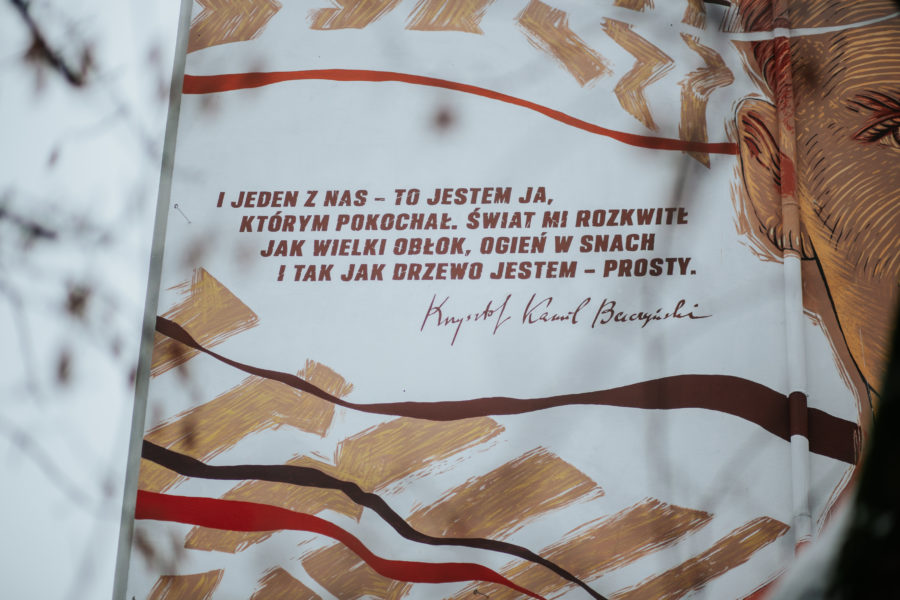 I JEDEN Z NAS – TO JESTEM JA,
KTÓRYM POKOCHAŁ. ŚWIAT MI ROZKWITŁ
JAK WIELKI OBŁOK, OGIEŃ W SNACH
I TAK JAK DRZEWO JESTEM – PROSTY.
Krzysztof Kamil Baczyński